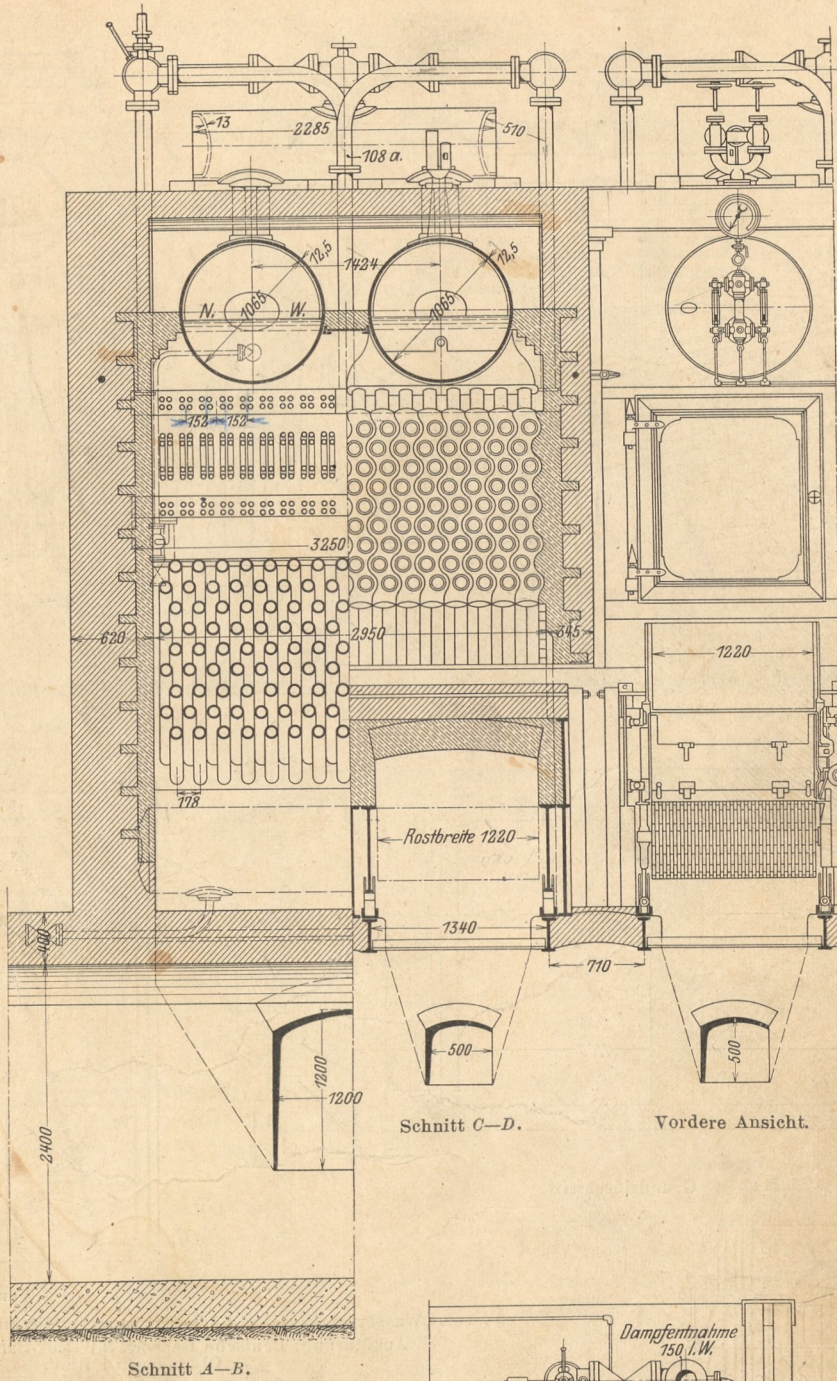 13
2285
510
108 a.
12,5
1424
12,5
1065
1065
N. W.
152 152
3250
620
2950
345
1220
178
Rostbreite 1220
400
1340
710
500
500
1200
1200
2400
Schnitt C—D.
Vordere Ansicht.
Dampfentnahme
150 l.W.
Schnitt A—B.